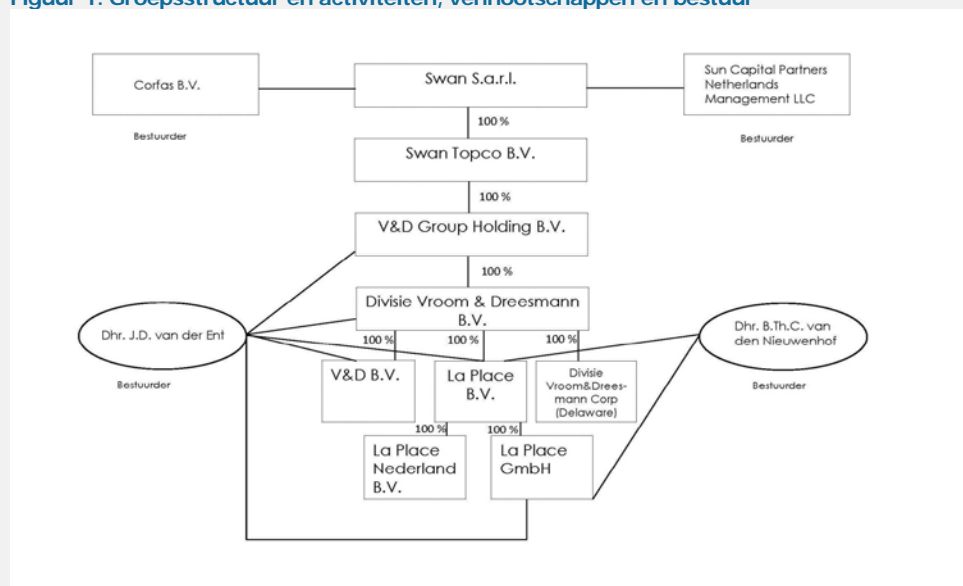 Figuur 1: Groepsstructuur en activiteiten, vennootschappen en bestuur
Corfas B.V.
Swan S.a.r.l.
Sun Capital Partners
Netherlands
Management LLC
Bestuurder
100 %
Bestuurder
Swan Topco B.V.
100 %
V&D Group Holding B.V.
100 %
Divisie Vroom & Dreesmann
B.V.
Dhr. J.D. van der Ent
Dhr. B.Th.C. van
den Nieuwenhof
100 %
100 %
100 %
Bestuurder
Bestuurder
V&D B.V.
La Place
B.V.
Divisie
Vroom&Drees-
mann Corp
(Delaware)
100 %
100 %
La Place
Nederland
B.V.
La Place
GmbH